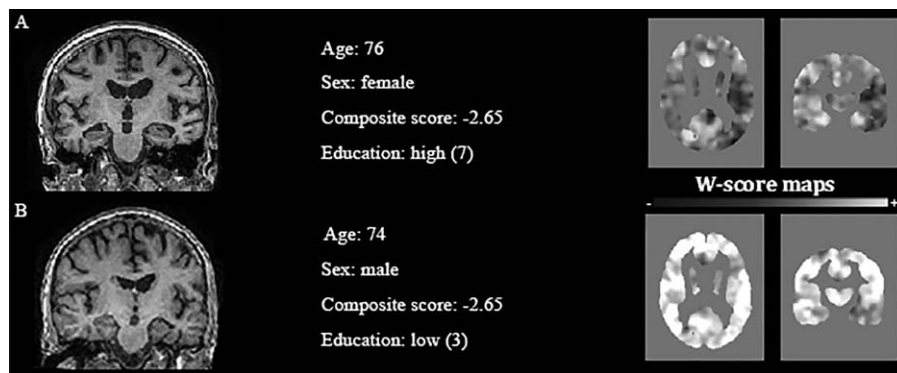 A
Age: 76
Sex: female
Composite score: -2.65
Education: high (7)
W-score maps
- +
B
Age: 74
Sex: male
Composite score: -2.65
Education: low (3)